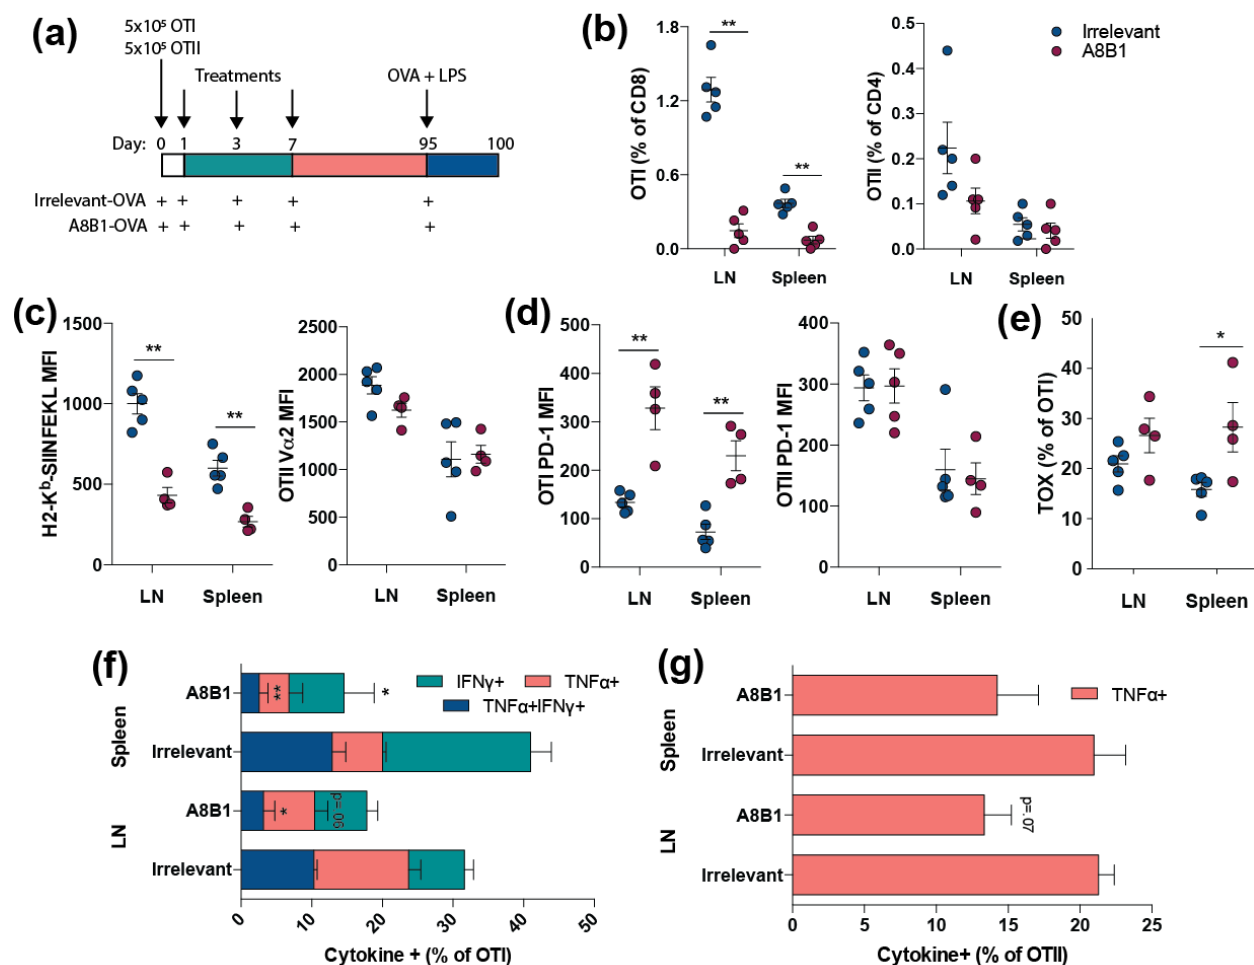 (a)
5x10⁵ OTI
5x10⁵ OTII
Treatments
OVA + LPS
Day: 0 1 3 7 95 100
Irrelevant-OVA + + + + +
A8B1-OVA + + + + +
(b)
OTI (% of CD8)
1.8
1.2
0.6
0.0
**
**
LN Spleen
OTII (% of CD4)
0.5
0.4
0.3
0.2
0.1
0.0
LN Spleen
Irrelevant
A8B1
(c)
H2-Kᵇ-SIINFEKL MFI
1500
1000
500
0
**
**
LN Spleen
OTII Vα2 MFI
2500
2000
1500
1000
500
0
LN Spleen
(d)
OTI PD-1 MFI
500
400
300
200
100
0
**
**
LN Spleen
OTII PD-1 MFI
400
300
200
100
0
LN Spleen
(e)
TOX (% of OTI)
50
40
30
20
10
0
*
LN Spleen
(f)
IFNγ+
TNFα+
TNFα+IFNγ+
Spleen
A8B1
**
*
Irrelevant
LN
A8B1
*
p=.06
Irrelevant
0 10 20 30 40 50
Cytokine + (% of OTI)
(g)
TNFα+
Spleen
A8B1
Irrelevant
LN
A8B1
p=.07
Irrelevant
0 5 10 15 20 25
Cytokine+ (% of OTII)